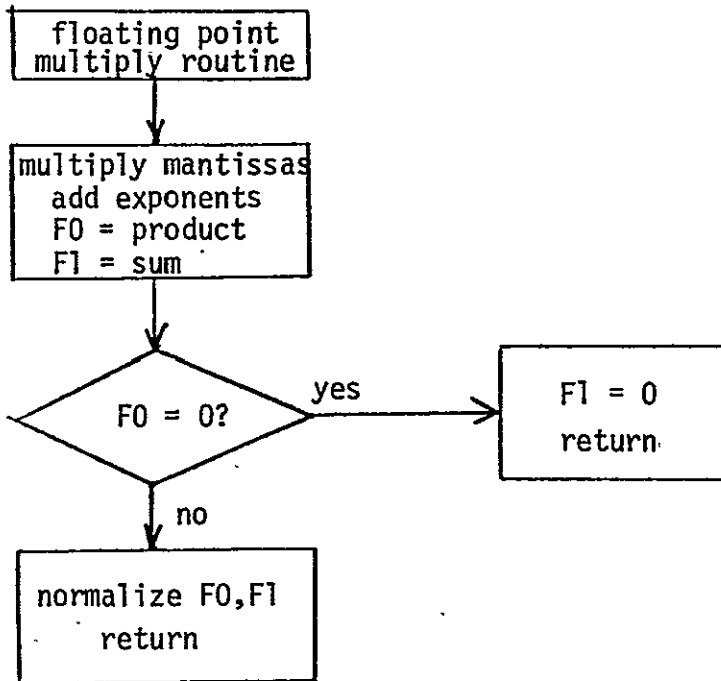 floating point
multiply routine
multiply mantissas
add exponents
F0 = product
F1 = sum
F0 = 0?
yes
F1 = 0
return
no
normalize F0,F1
return